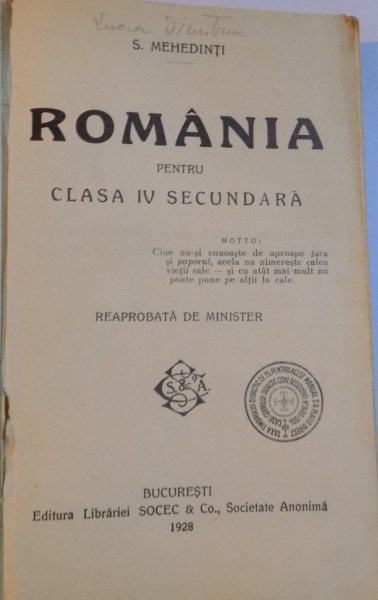 S. MEHEDINȚI
ROMÂNIA
PENTRU
CLASA IV SECUNDARĂ
MOTTO:
Cine nu-și cunoaște de aproape țara
și poporul, acela nu nimerește calea
vieții sale — și cu atât mai mult nu
poate pune pe alții la cale.
REAPROBATĂ DE MINISTER
S. & A.
BUCUREȘTI
Editura Librăriei SOCEC & Co., Societate Anonimă
1928